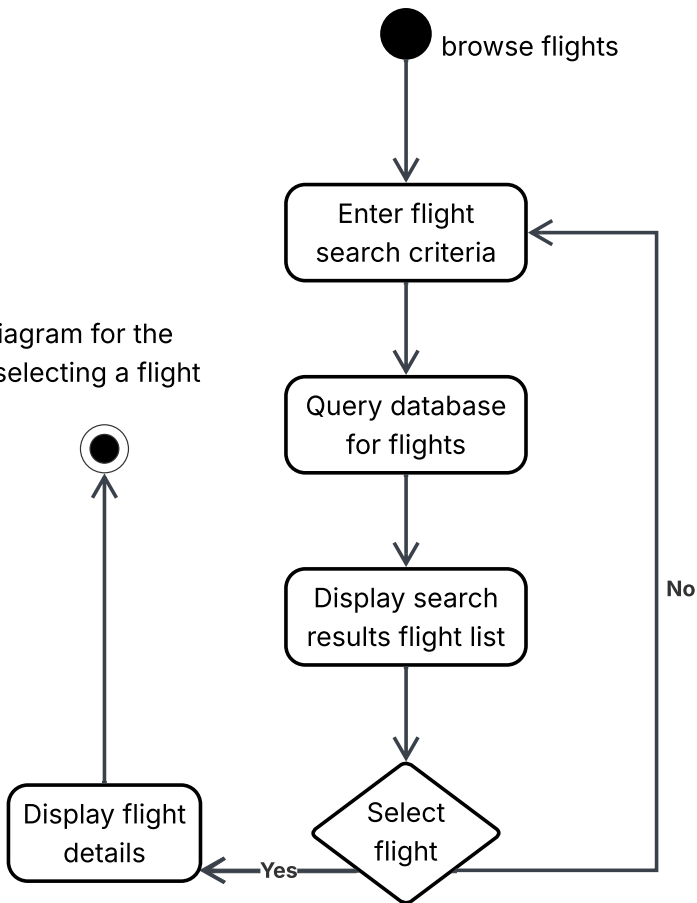 browse flights
Enter flight
search criteria
iagram for the
selecting a flight
Query database
for flights
Display search
results flight list
No
Select
flight
Yes
Display flight
details